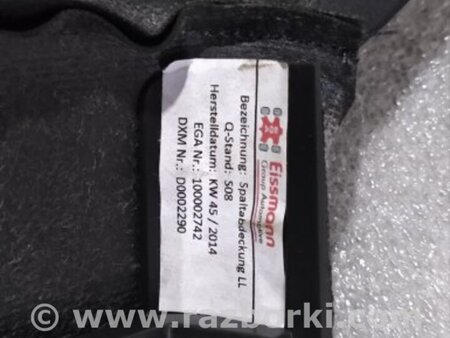 Eissmann
Group Automotive
Bezeichnung: Spaltabdeckung LL
Q-Stand: S08
Herstelldatum: KW 45 / 2014
EGA Nr.: 100002742
DXM Nr.: D0002290
© www.razborki.com